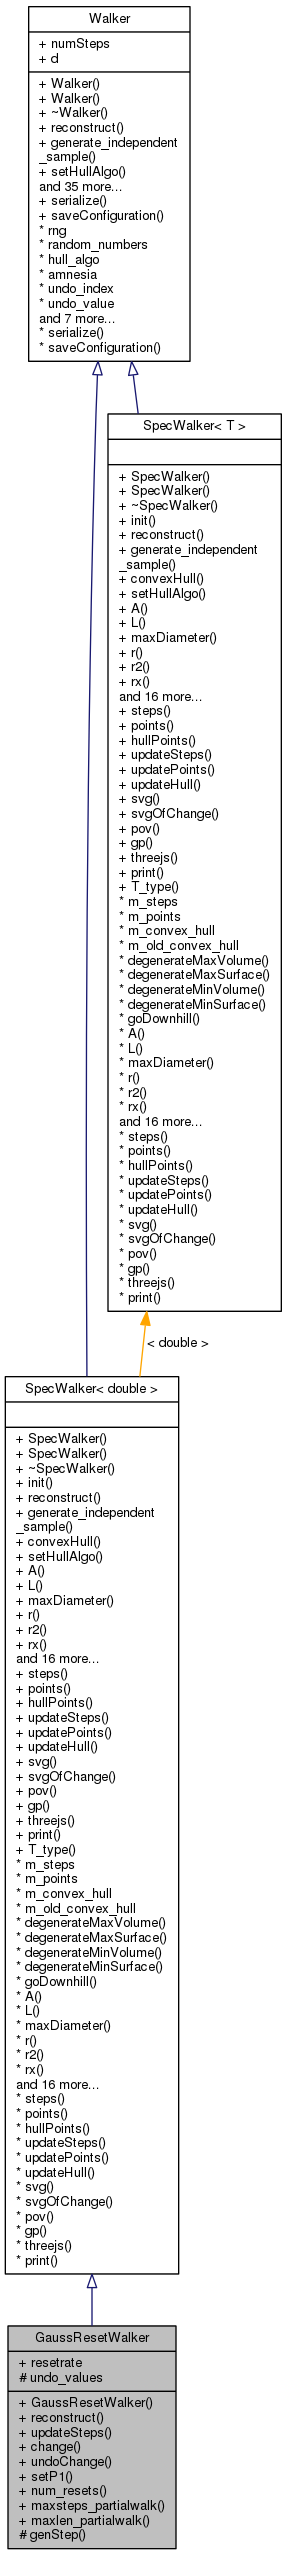 Walker
+ numSteps
+ d
+ Walker()
+ Walker()
+ ~Walker()
+ reconstruct()
+ generate_independent
_sample()
+ setHullAlgo()
and 35 more...
+ serialize()
+ saveConfiguration()
* rng
* random_numbers
* hull_algo
* amnesia
* undo_index
* undo_value
and 7 more...
* serialize()
* saveConfiguration()
SpecWalker< T >
+ SpecWalker()
+ SpecWalker()
+ ~SpecWalker()
+ init()
+ reconstruct()
+ generate_independent
_sample()
+ convexHull()
+ setHullAlgo()
+ A()
+ L()
+ maxDiameter()
+ r()
+ r2()
+ rx()
and 16 more...
+ steps()
+ points()
+ hullPoints()
+ updateSteps()
+ updatePoints()
+ updateHull()
+ svg()
+ svgOfChange()
+ pov()
+ gp()
+ threejs()
+ print()
+ T_type()
* m_steps
* m_points
* m_convex_hull
* m_old_convex_hull
* degenerateMaxVolume()
* degenerateMaxSurface()
* degenerateMinVolume()
* degenerateMinSurface()
* goDownhill()
* A()
* L()
* maxDiameter()
* r()
* r2()
* rx()
and 16 more...
* steps()
* points()
* hullPoints()
* updateSteps()
* updatePoints()
* updateHull()
* svg()
* svgOfChange()
* pov()
* gp()
* threejs()
* print()
< double >
SpecWalker< double >
+ SpecWalker()
+ SpecWalker()
+ ~SpecWalker()
+ init()
+ reconstruct()
+ generate_independent
_sample()
+ convexHull()
+ setHullAlgo()
+ A()
+ L()
+ maxDiameter()
+ r()
+ r2()
+ rx()
and 16 more...
+ steps()
+ points()
+ hullPoints()
+ updateSteps()
+ updatePoints()
+ updateHull()
+ svg()
+ svgOfChange()
+ pov()
+ gp()
+ threejs()
+ print()
+ T_type()
* m_steps
* m_points
* m_convex_hull
* m_old_convex_hull
* degenerateMaxVolume()
* degenerateMaxSurface()
* degenerateMinVolume()
* degenerateMinSurface()
* goDownhill()
* A()
* L()
* maxDiameter()
* r()
* r2()
* rx()
and 16 more...
* steps()
* points()
* hullPoints()
* updateSteps()
* updatePoints()
* updateHull()
* svg()
* svgOfChange()
* pov()
* gp()
* threejs()
* print()
GaussResetWalker
+ resetrate
# undo_values
+ GaussResetWalker()
+ reconstruct()
+ updateSteps()
+ change()
+ undoChange()
+ setP1()
+ num_resets()
+ maxsteps_partialwalk()
+ maxlen_partialwalk()
# genStep()